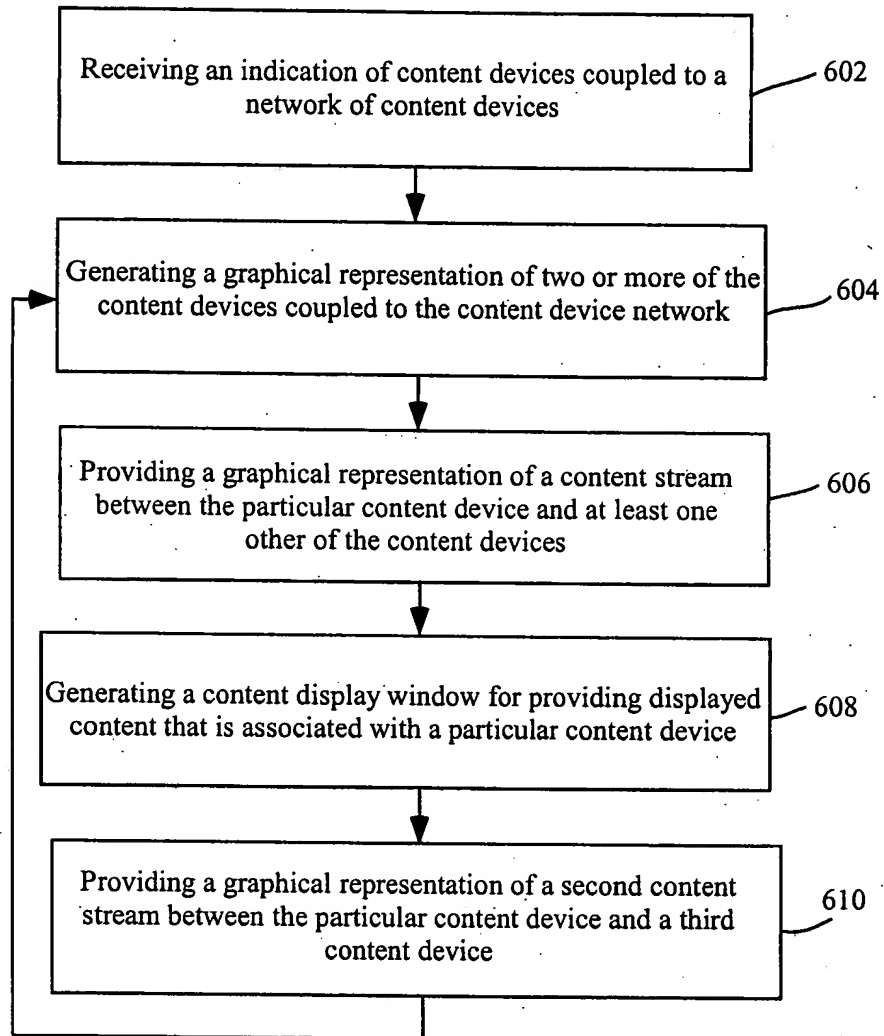 Receiving an indication of content devices coupled to a
network of content devices
602
Generating a graphical representation of two or more of the
content devices coupled to the content device network
604
Providing a graphical representation of a content stream
between the particular content device and at least one
other of the content devices
606
Generating a content display window for providing displayed
content that is associated with a particular content device
608
Providing a graphical representation of a second content
stream between the particular content device and a third
content device
610